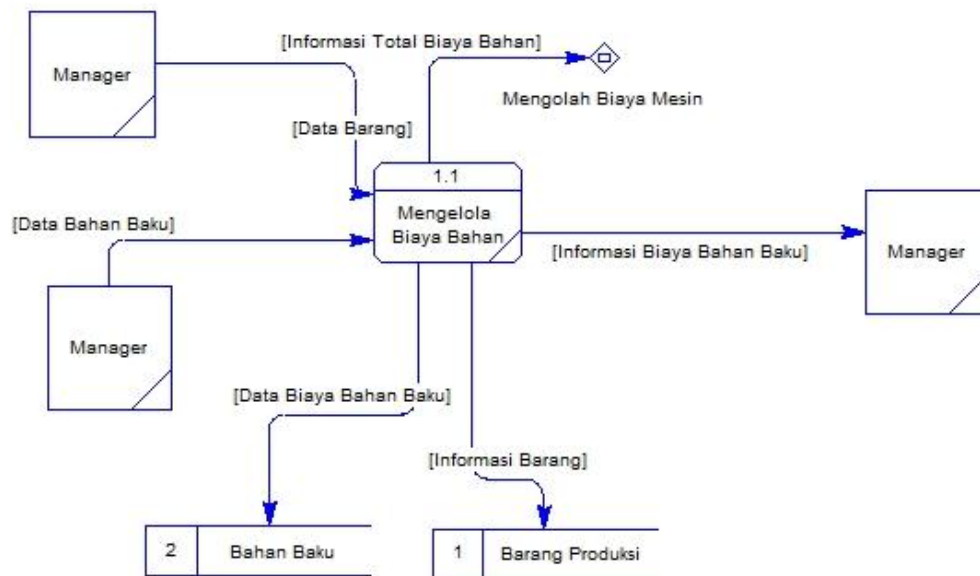 [Informasi Total Biaya Bahan]
Manager
Mengolah Biaya Mesin
[Data Barang]
1.1
Mengelola
Biaya Bahan
[Data Bahan Baku]
[Informasi Biaya Bahan Baku]
Manager
Manager
[Data Biaya Bahan Baku]
[Informasi Barang]
2
Bahan Baku
1
Barang Produksi